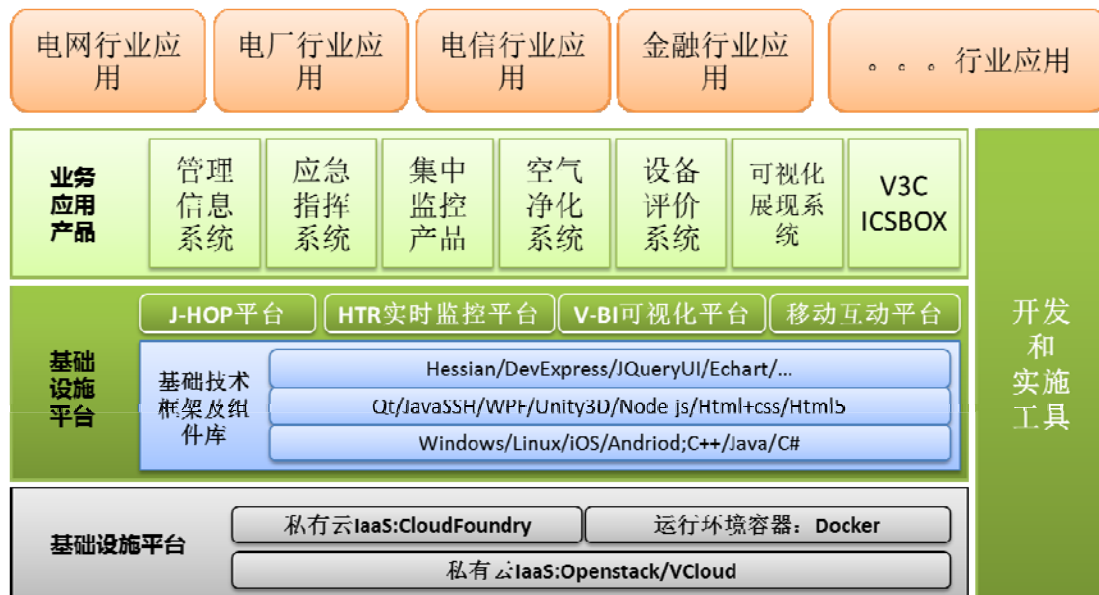 电网行业应
用
电厂行业应
用
电信行业应
用
金融行业应
用
。。。行业应用
业务
应用
产品
管理
信息
系统
应急
指挥
系统
集中
监控
产品
空气
净化
系统
设备
评价
系统
可视化
展现系
统
V3C
ICSBOX
基础
设施
平台
J-HOP平台
HTR实时监控平台
V-BI可视化平台
移动互动平台
基础技术
框架及组
件库
Hessian/DevExpress/JQueryUI/Echart/...
Qt/JavaSSH/WPF/Unity3D/Node js/Html+css/Html5
Windows/Linux/iOS/Andriod;C++/Java/C#
基础设施平台
私有云IaaS:CloudFoundry
运行环境容器：Docker
私有云IaaS:Openstack/VCloud
开发
和
实施
工具